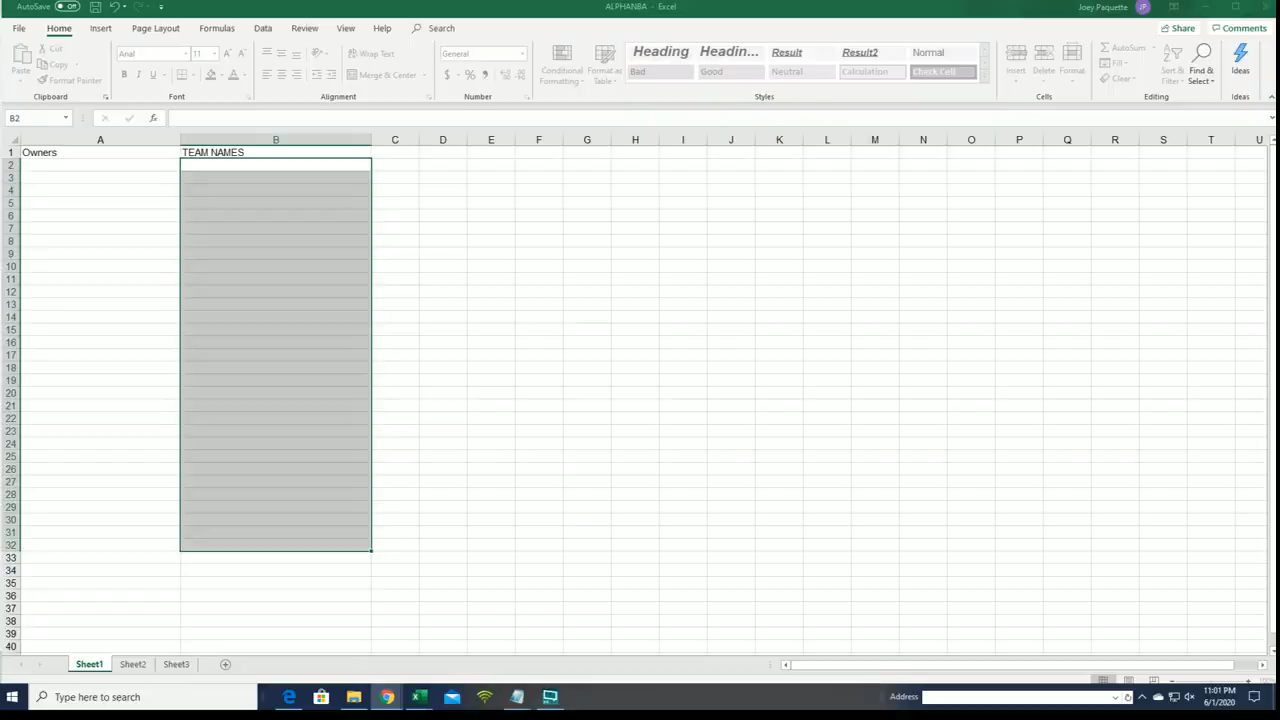 AutoSave Off ALPHANBA - Excel Joey Paquette JP
File Home Insert Page Layout Formulas Data Review View Help Search Share Comments
Paste Cut Copy Format Painter Clipboard
Arial 11 B I U A Font
Wrap Text Merge & Center Alignment
General $ % Number
Conditional Formatting Format as Table
Heading Headin... Result Result2 Normal
Bad Good Neutral Calculation Check Cell
Styles
Insert Delete Format Cells
AutoSum Fill Clear Sort & Filter Find & Select Editing
Ideas Ideas
B2 fx
A B C D E F G H I J K L M N O P Q R S T U
1 Owners TEAM NAMES
2
3
4
5
6
7
8
9
10
11
12
13
14
15
16
17
18
19
20
21
22
23
24
25
26
27
28
29
30
31
32
33
34
35
36
37
38
39
40
Sheet1 Sheet2 Sheet3
Type here to search Address 11:01 PM
6/1/2020